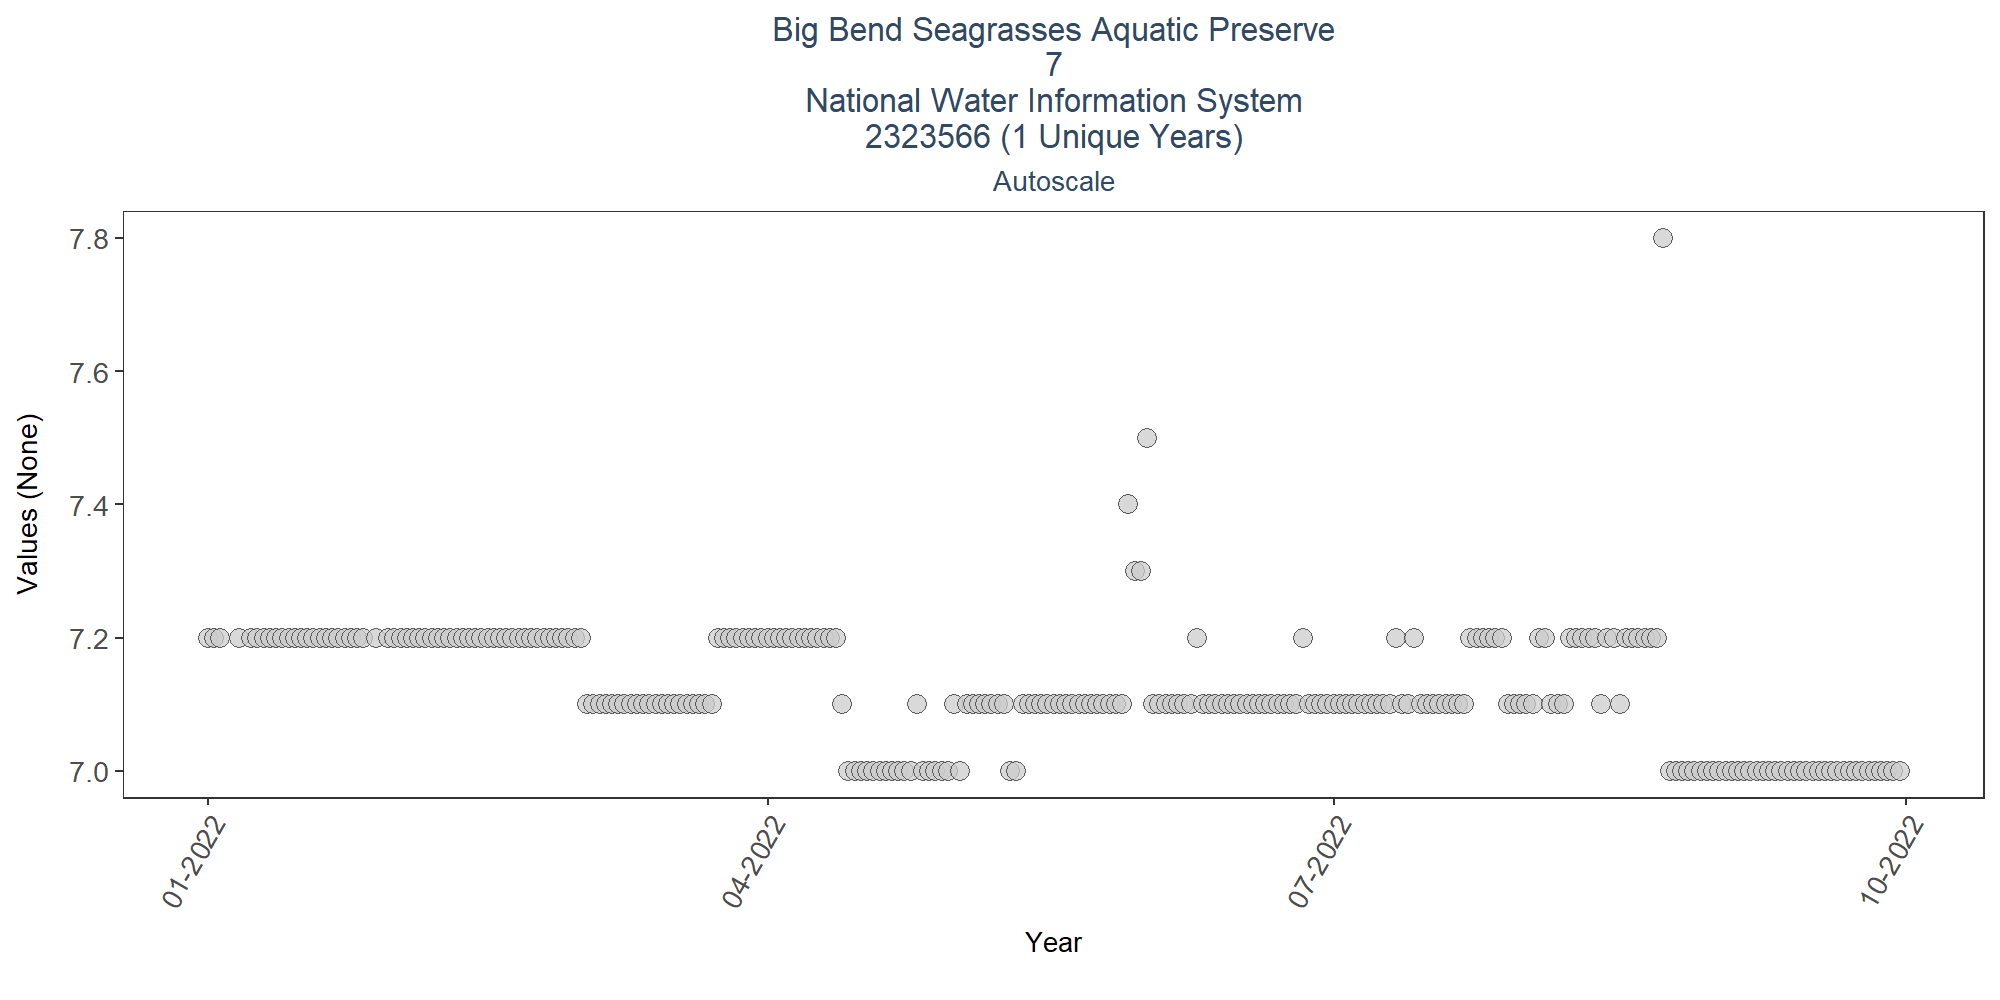 Big Bend Seagrasses Aquatic Preserve
7
National Water Information System
2323566 (1 Unique Years)
Autoscale
7.8
7.6
7.4
7.2
7.0
Values (None)
01-2022
04-2022
07-2022
10-2022
Year